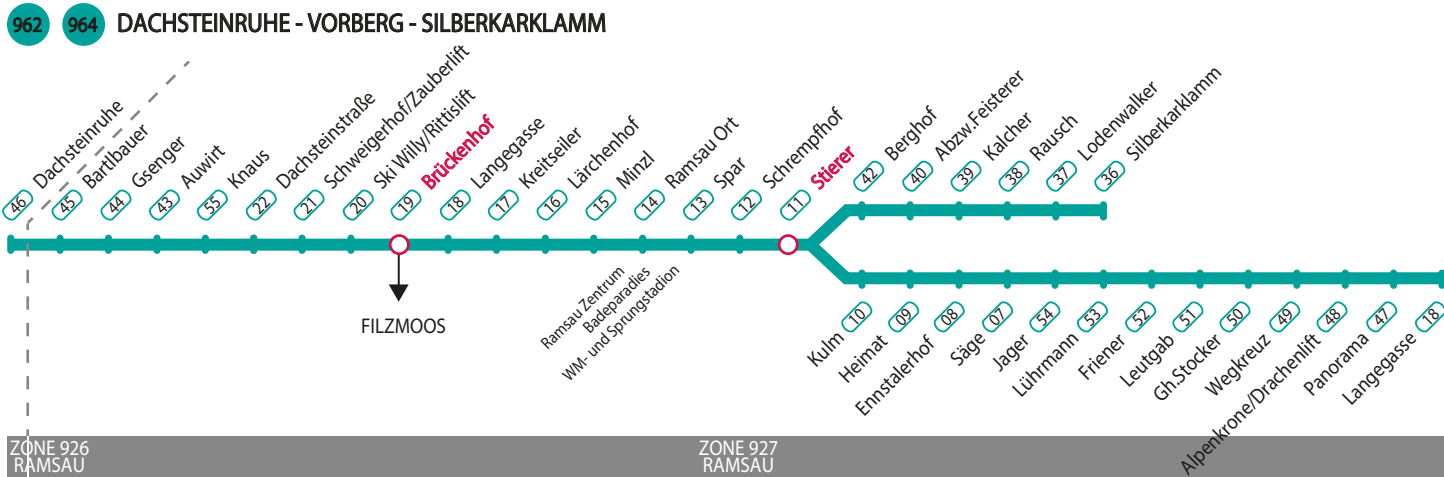 962 964 DACHSTEINRUHE - VORBERG - SILBERKARKLAMM
46 Dachsteinruhe
45 Bartlbauer
44 Gsenger
43 Auwirt
55 Knaus
22 Dachsteinstraße
21 Schweigerhof/Zauberlift
20 Ski Willy/Rittislift
19 Brückenhof
18 Langegasse
17 Kreitseiler
16 Lärchenhof
15 Minzl
14 Ramsau Ort
13 Spar
12 Schrempfhof
11 Stierer
42 Berghof
40 Abzw.Feisterer
39 Kalcher
38 Rausch
37 Lodenwalker
36 Silberkarklamm
FILZMOOS
Ramsau Zentrum
Badeparadies
WM- und Sprungstadion
Kulm 10
Heimat 09
Ennstalerhof 08
Säge 07
Jager 54
Lührmann 53
Friener 52
Leutgab 51
Gh.Stocker 50
Wegkreuz 49
Alpenkrone/Drachenlift 48
Panorama 47
Langegasse 18
ZONE 926
RAMSAU
ZONE 927
RAMSAU